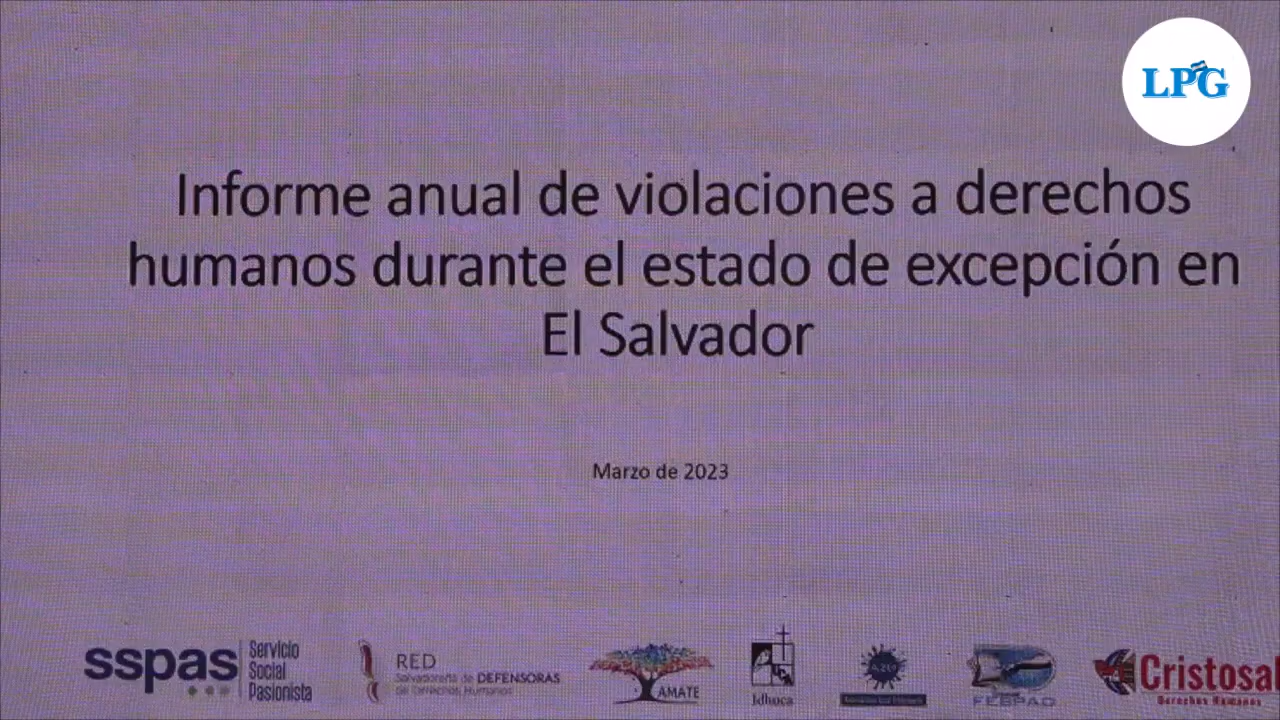 LPG
Informe anual de violaciones a derechos
humanos durante el estado de excepción en
El Salvador
Marzo de 2023
sspas
Servicio
Social
Pasionista
RED
Salvadoreña de DEFENSORAS
de Derechos Humanos
AMATE
Idhuca
AZO
FESPAD
Cristosal
Derechos Humanos